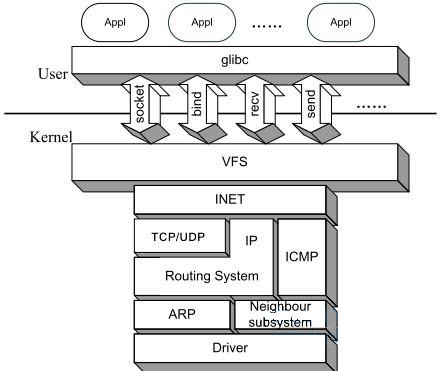 Appl Appl ...... Appl
glibc
User
socket bind recv send ......
Kernel
VFS
INET
TCP/UDP IP ICMP
Routing System
ARP Neighbour
subsystem
Driver